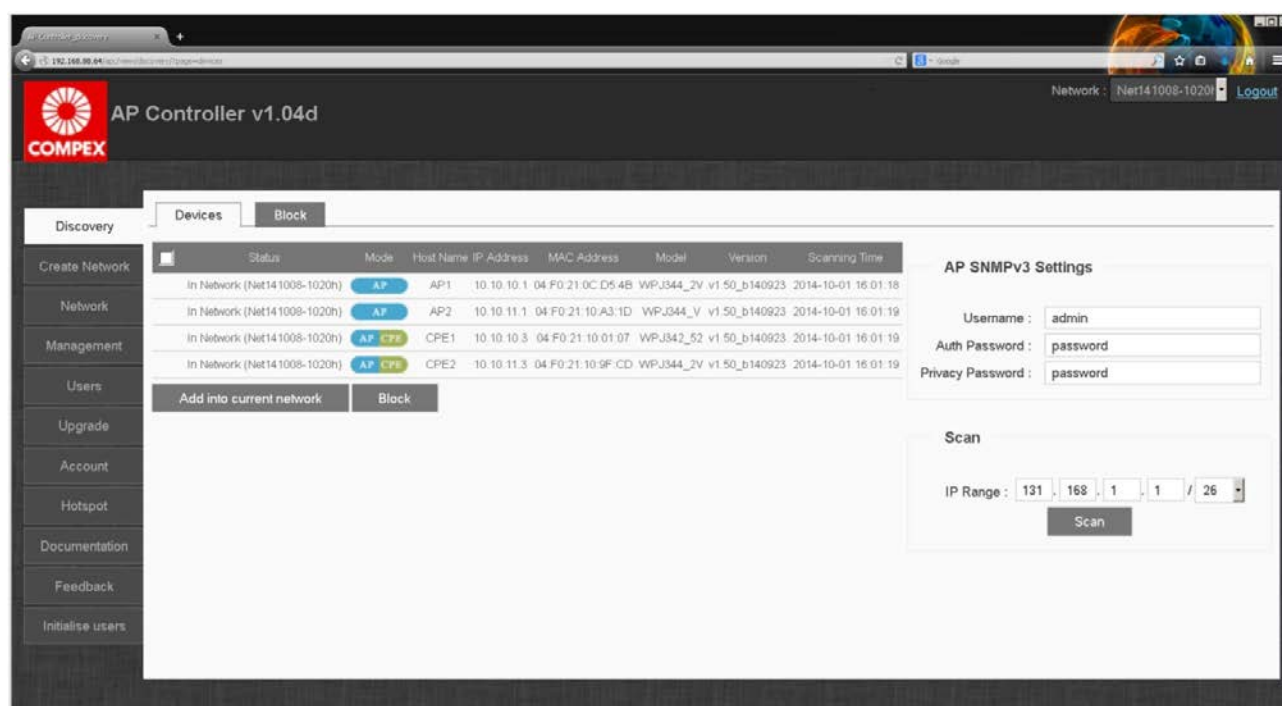 AP Controller_discovery
192.168.88.64
Google
COMPEX
AP Controller v1.04d
Network : Net141008-1020h Logout
Discovery
Create Network
Network
Management
Users
Upgrade
Account
Hotspot
Documentation
Feedback
Initialise users
Devices Block
Status Mode Host Name IP Address MAC Address Model Version Scanning Time
In Network (Net141008-1020h) AP AP1 10.10.10.1 04:F0:21:0C:D5:4B WPJ344_2V v1.50_b140923 2014-10-01 16:01:18
In Network (Net141008-1020h) AP AP2 10.10.11.1 04:F0:21:10:A3:1D WPJ344_V v1.50_b140923 2014-10-01 16:01:19
In Network (Net141008-1020h) AP CPE CPE1 10.10.10.3 04:F0:21:10:01:07 WPJ342_52 v1.50_b140923 2014-10-01 16:01:19
In Network (Net141008-1020h) AP CPE CPE2 10.10.11.3 04:F0:21:10:9F:CD WPJ344_2V v1.50_b140923 2014-10-01 16:01:19
Add into current network Block
AP SNMPv3 Settings
Username : admin
Auth Password : password
Privacy Password : password
Scan
IP Range : 131 . 168 . 1 . 1 / 26
Scan